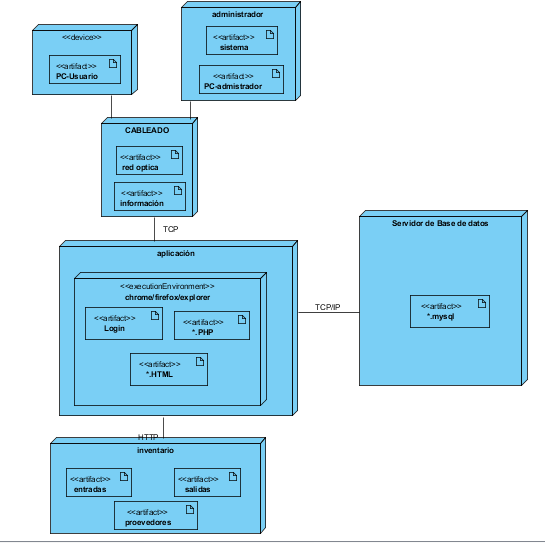 administrador
<<artifact>>
sistema
<<artifact>>
PC-admistrador
<<device>>
<<artifact>>
PC-Usuario
CABLEADO
<<artifact>>
red optica
<<artifact>>
información
TCP
aplicación
<<executionEnvironment>>
chrome/firefox/explorer
<<artifact>>
Login
<<artifact>>
*.PHP
<<artifact>>
*.HTML
TCP/IP
Servidor de Base de datos
<<artifact>>
*.mysql
HTTP
inventario
<<artifact>>
entradas
<<artifact>>
salidas
<<artifact>>
proevedores